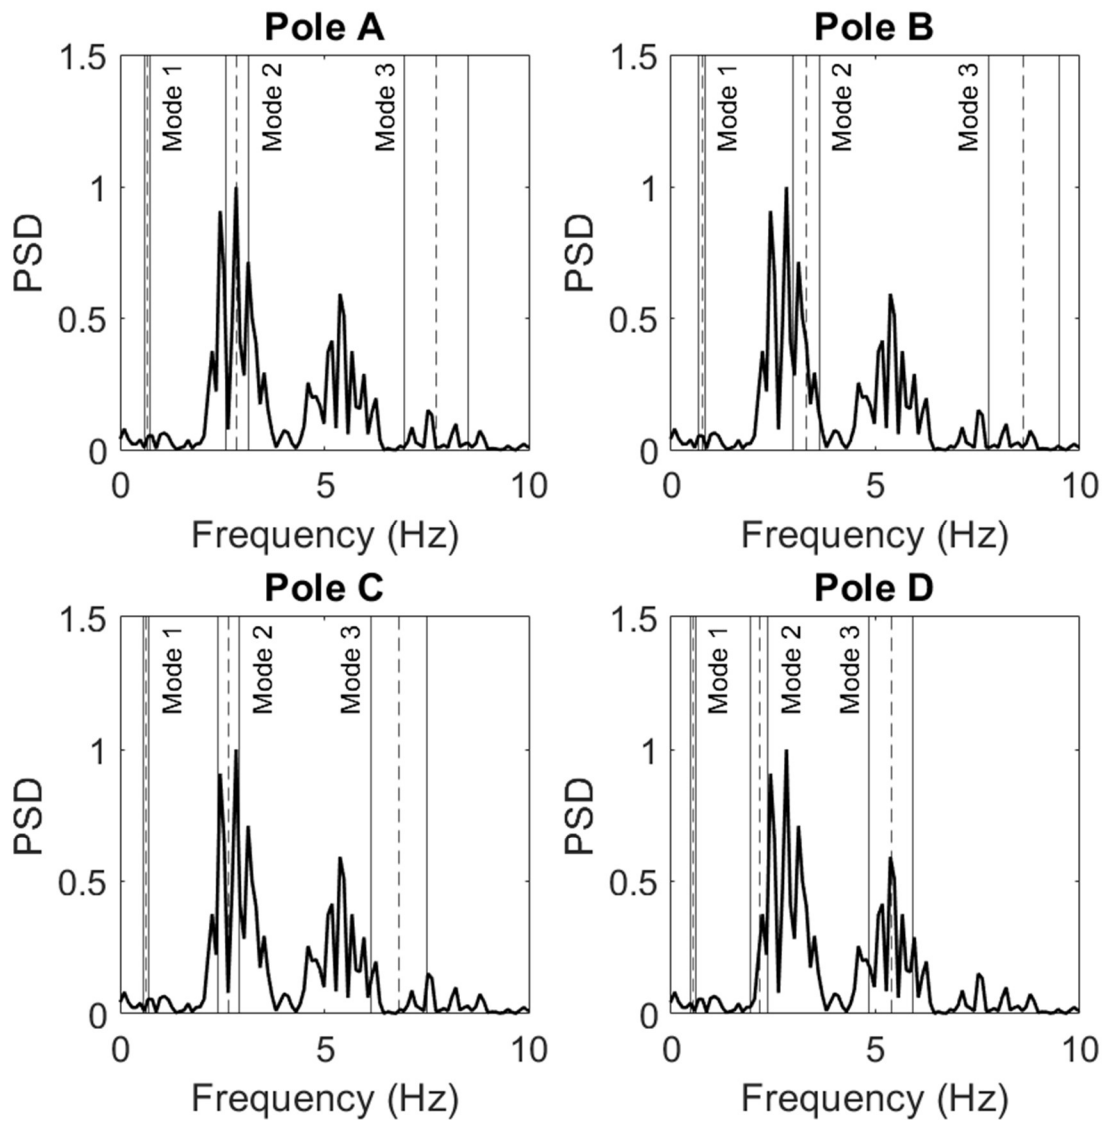 Pole A
1.5
1
0.5
0
PSD
Mode 1
Mode 2
Mode 3
0 5 10
Frequency (Hz)
Pole B
1.5
1
0.5
0
PSD
Mode 1
Mode 2
Mode 3
0 5 10
Frequency (Hz)
Pole C
1.5
1
0.5
0
PSD
Mode 1
Mode 2
Mode 3
0 5 10
Frequency (Hz)
Pole D
1.5
1
0.5
0
PSD
Mode 1
Mode 2
Mode 3
0 5 10
Frequency (Hz)